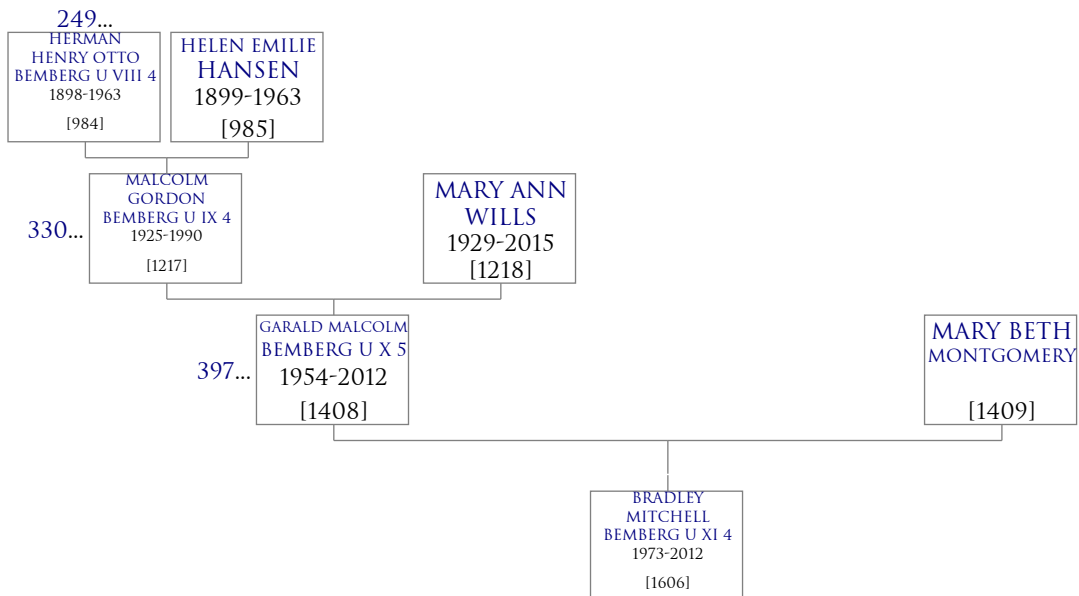 249...
HERMAN
HENRY OTTO
BEMBERG U VIII 4
1898-1963
[984]
HELEN EMILIE
HANSEN
1899-1963
[985]
MALCOLM
GORDON
BEMBERG U IX 4
1925-1990
[1217]
330...
MARY ANN
WILLS
1929-2015
[1218]
GARALD MALCOLM
BEMBERG U X 5
1954-2012
[1408]
397...
MARY BETH
MONTGOMERY
[1409]
BRADLEY
MITCHELL
BEMBERG U XI 4
1973-2012
[1606]